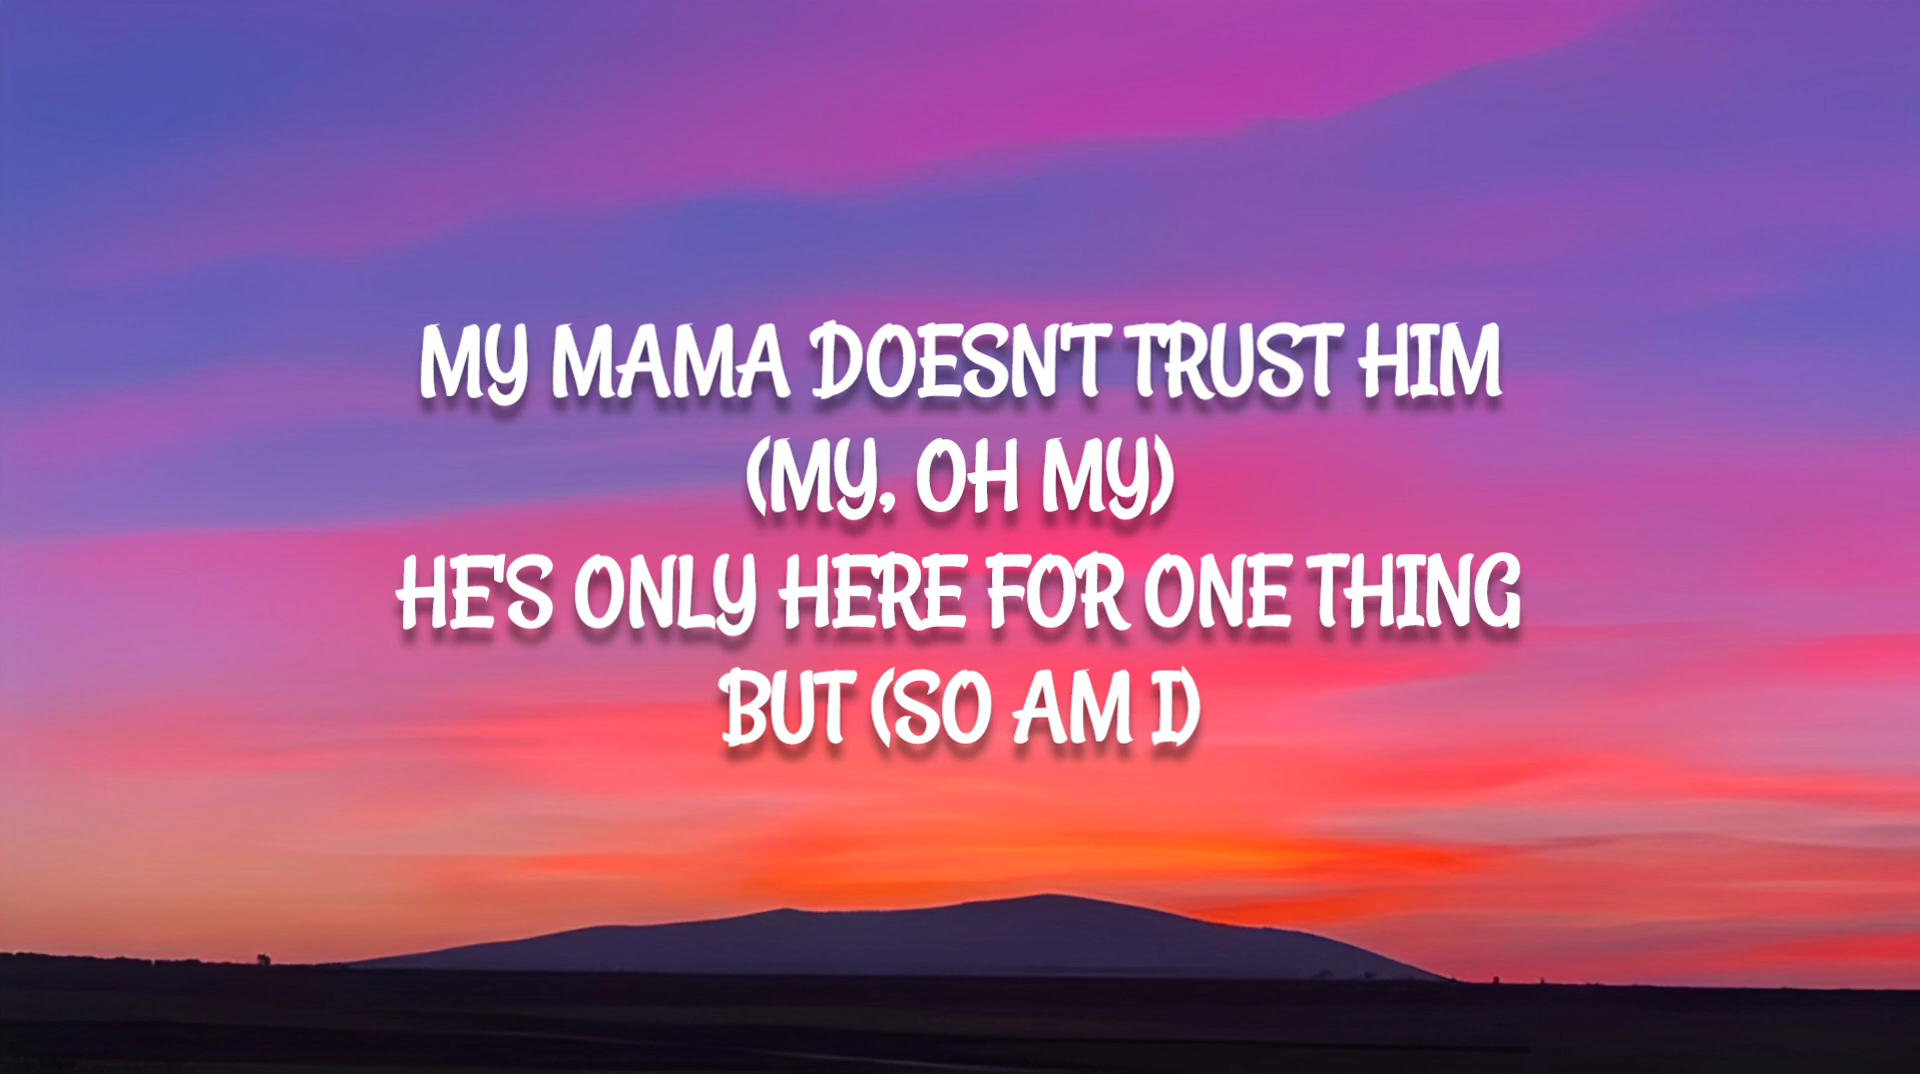 MY MAMA DOESN'T TRUST HIM
(MY, OH MY)
HE'S ONLY HERE FOR ONE THING
BUT (SO AM I)